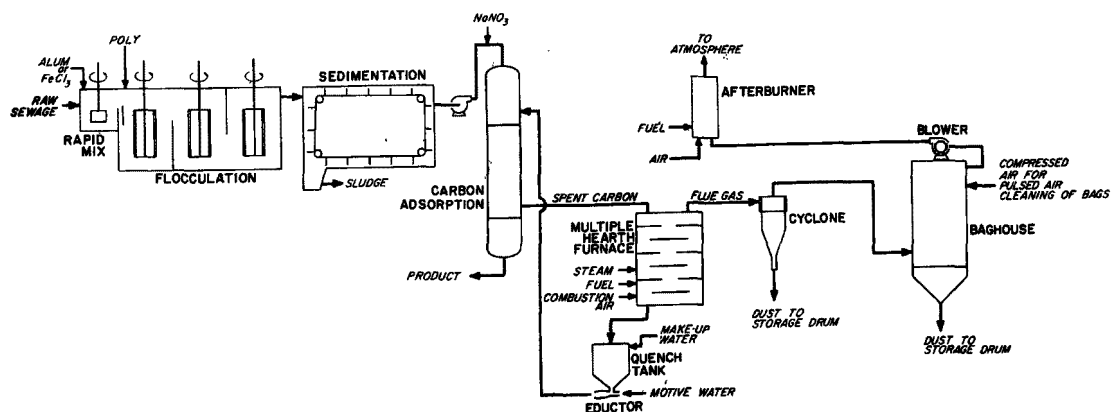 NaNO3
POLY
ALUM
or
FeCl3
RAW
SEWAGE
RAPID
MIX
FLOCCULATION
SEDIMENTATION
SLUDGE
CARBON
ADSORPTION
PRODUCT
SPENT CARBON
MULTIPLE
HEARTH
FURNACE
STEAM
FUEL
COMBUSTION
AIR
MAKE-UP
WATER
QUENCH
TANK
MOTIVE WATER
EDUCTOR
FLUE GAS
CYCLONE
DUST TO
STORAGE DRUM
TO
ATMOSPHERE
AFTERBURNER
FUEL
AIR
BLOWER
COMPRESSED
AIR FOR
PULSED AIR
CLEANING OF BAGS
BAGHOUSE
DUST TO
STORAGE DRUM